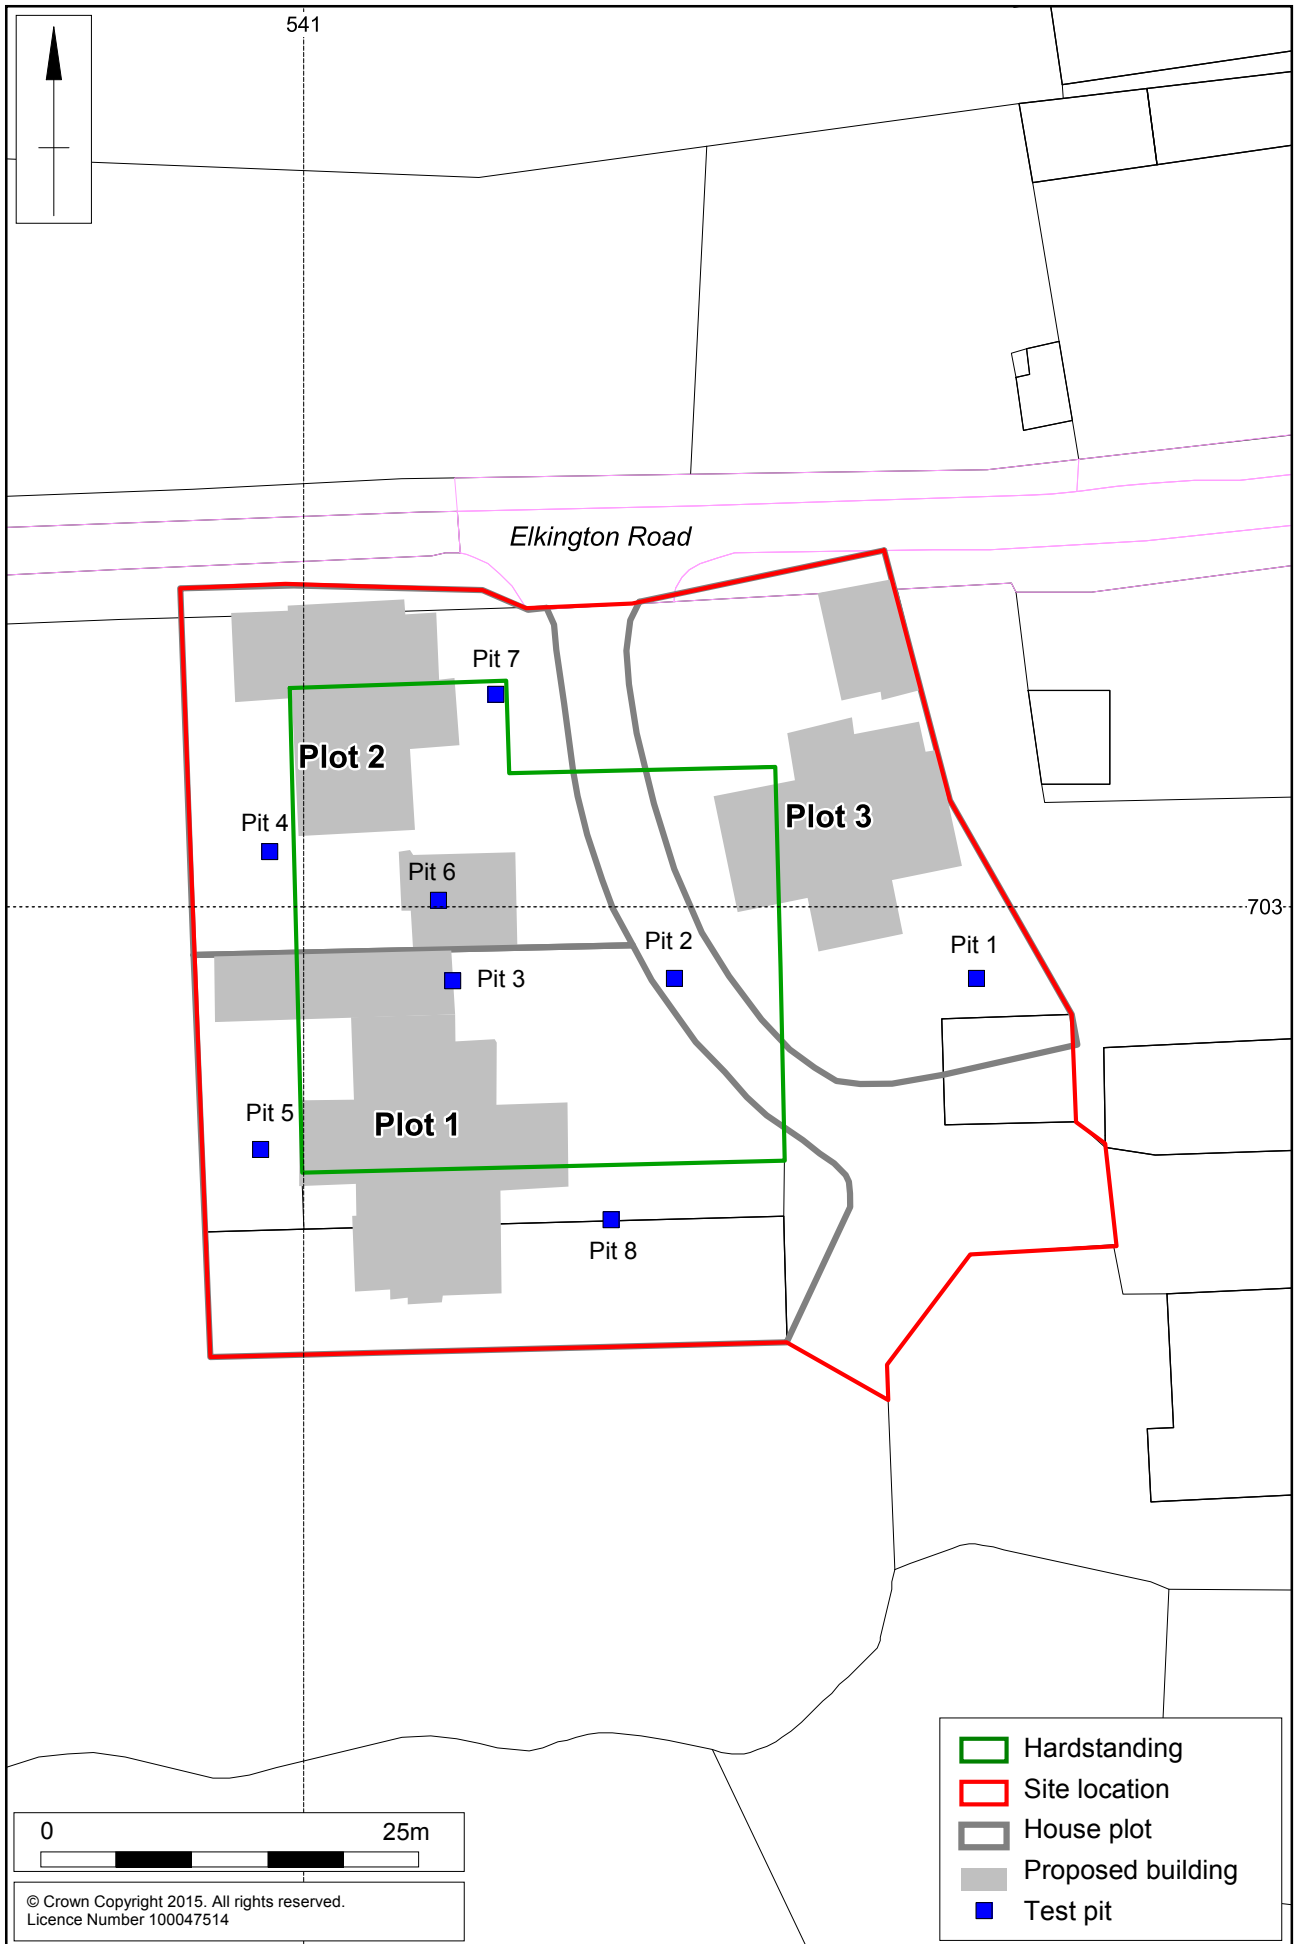 541
Elkington Road
Pit 7
Plot 2
Plot 3
Pit 4
Pit 6
703
Pit 2
Pit 1
Pit 3
Pit 5
Plot 1
Pit 8
Hardstanding
Site location
House plot
Proposed building
Test pit
0 25m
© Crown Copyright 2015. All rights reserved.
Licence Number 100047514